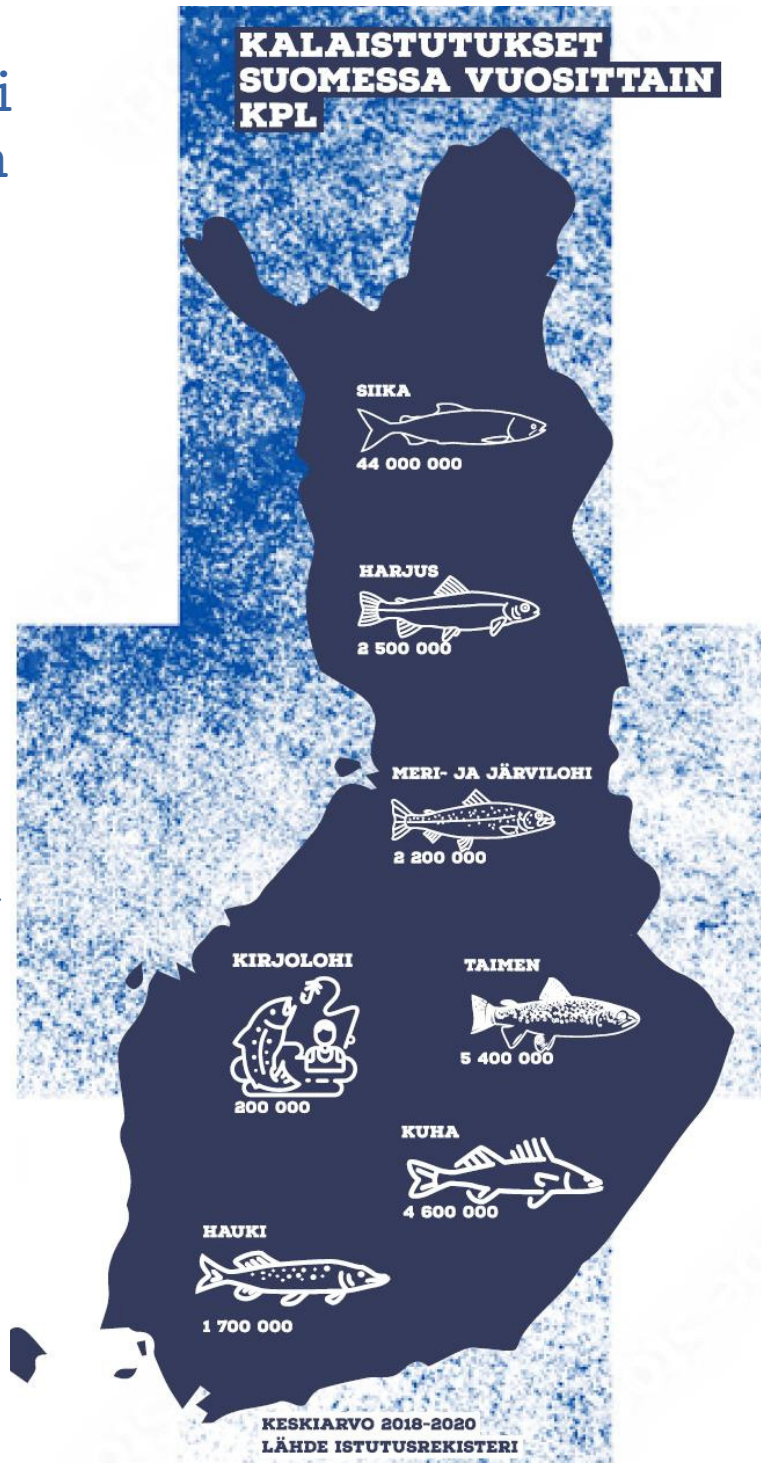 KALAISTUTUKSET
SUOMESSA VUOSITTAIN
KPL
SIIKA
44 000 000
HARJUS
2 500 000
MERI- JA JÄRVILOHI
2 200 000
KIRJOLOHI
200 000
TAIMEN
5 400 000
KUHA
4 600 000
HAUKI
1 700 000
KESKIARVO 2018-2020
LÄHDE ISTUTUSREKISTERI